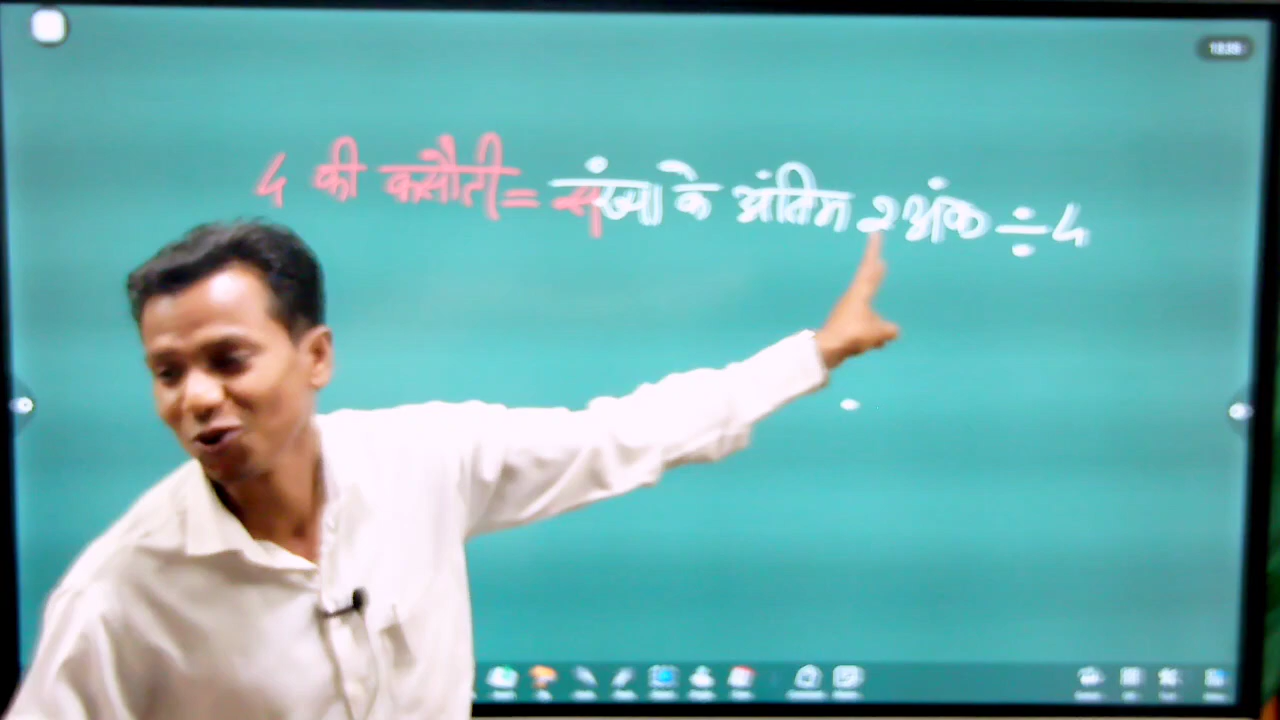 4 की कसौटी = संख्या के अंतिम 2 अंक ÷ 4